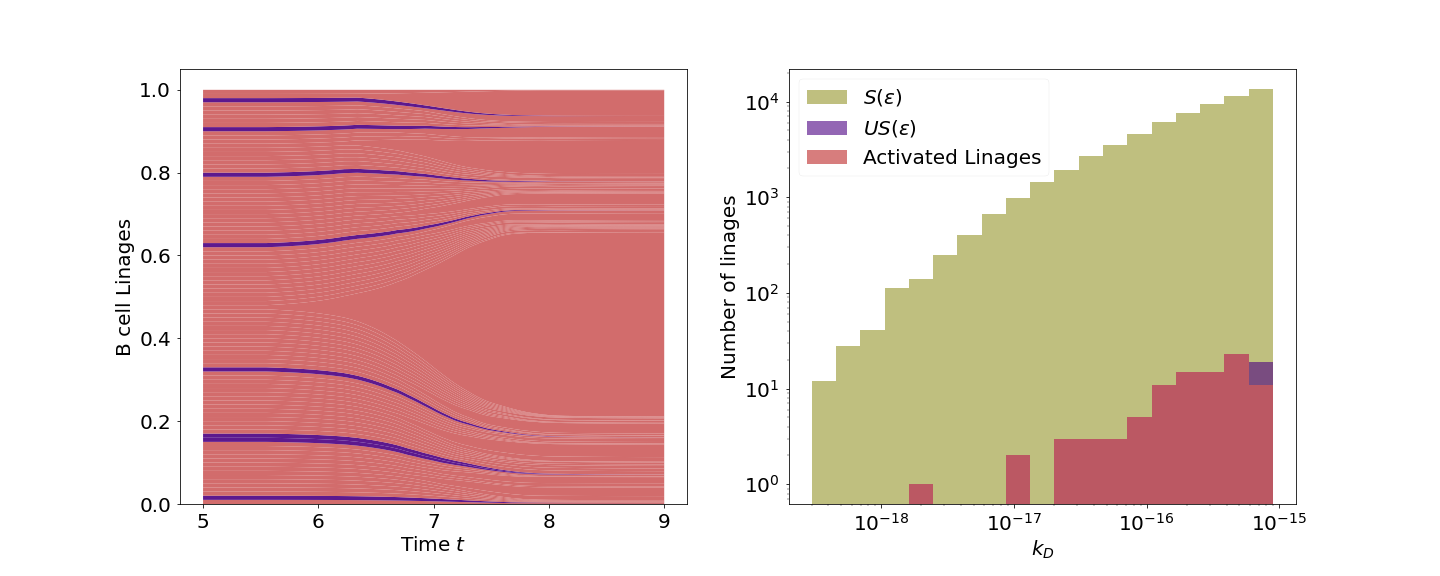 1.0
0.8
0.6
0.4
0.2
0.0
B cell Linages
5 6 7 8 9
Time t
10⁴
10³
10²
10¹
10⁰
Number of linages
S(ε)
US(ε)
Activated Linages
10⁻¹⁸ 10⁻¹⁷ 10⁻¹⁶ 10⁻¹⁵
k_D